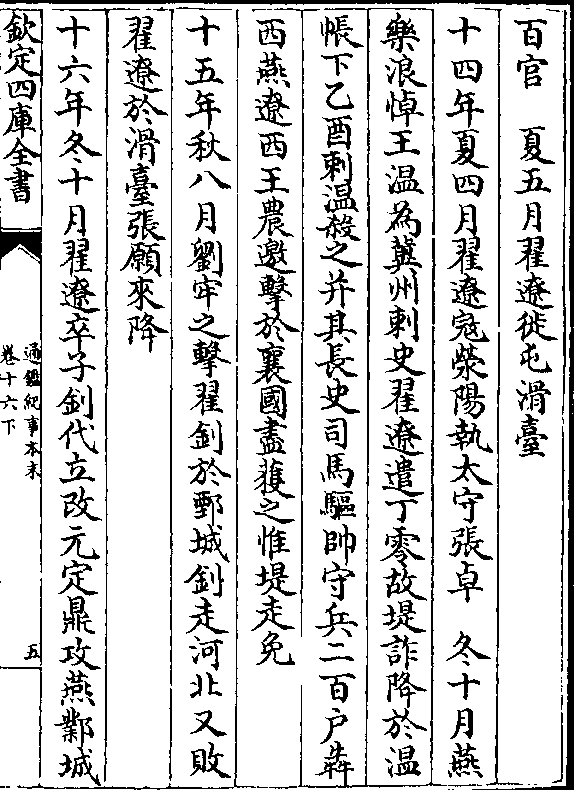 百官　夏五月翟遼徙屯滑臺
十四年夏四月翟遼寇滎陽執太守張卓　冬十月燕
樂浪悼王溫為冀州刺史翟遼遣丁零故堤詐降於溫
帳下乙酉刺溫殺之并其長史司馬驅帥守兵二百户犇
西燕遼西王農邀擊於襄國盡獲之惟堤走免
十五年秋八月劉牢之擊翟釗於鄄城釗走河北又敗
翟遼於滑臺張願來降
十六年冬十月翟遼卒子釗代立改元定鼎攻燕鄴城
欽定四庫全書
通鑑紀事本末
卷十六下
五